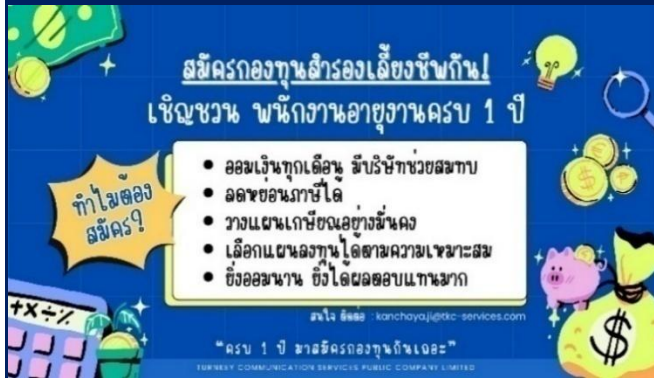 สมัครกองทุนสำรองเลี้ยงชีพกัน!
เชิญชวน พนักงานอายุงานครบ 1 ปี
ทำไมต้อง
สมัคร?
• ออมเงินทุกเดือน มีบริษัทช่วยสมทบ
• ลดหย่อนภาษีได้
• วางแผนเกษียณอย่างมั่นคง
• เลือกแผนลงทุนได้ตามความเหมาะสม
• ยิ่งออมนาน ยิ่งได้ผลตอบแทนมาก
สนใจ ติดต่อ : kanchaya.ji@tkc-services.com
“ครบ 1 ปี มาสมัครกองทุนกันเถอะ”
TURNKEY COMMUNICATION SERVICES PUBLIC COMPANY LIMITED